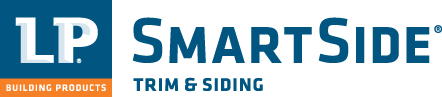 LP®
BUILDING PRODUCTS
SMARTSIDE®
TRIM & SIDING